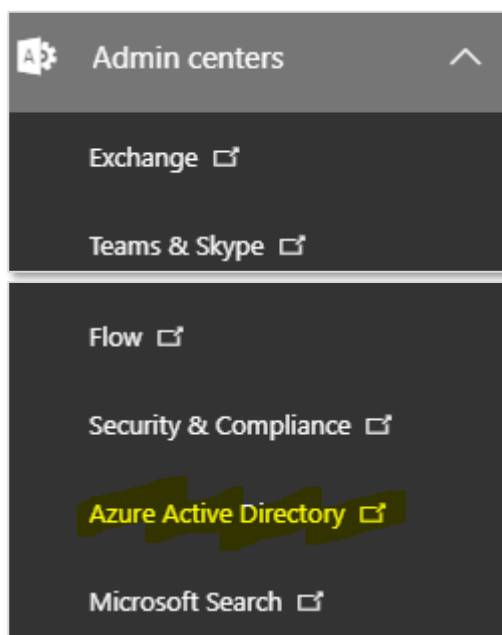 Admin centers
Exchange
Teams & Skype
Flow
Security & Compliance
Azure Active Directory
Microsoft Search